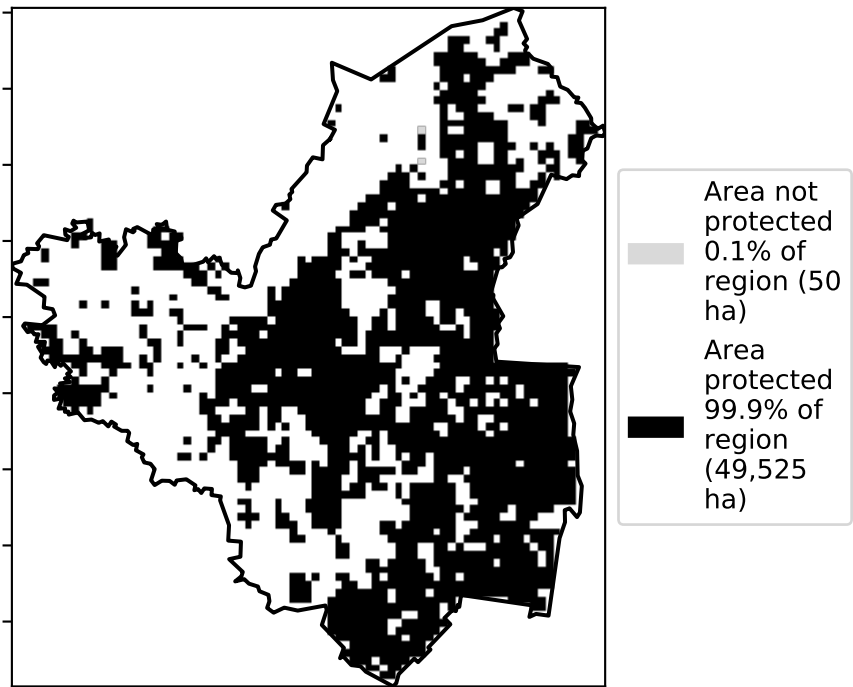 Area not
protected
0.1% of
region (50
ha)
Area
protected
99.9% of
region
(49,525
ha)